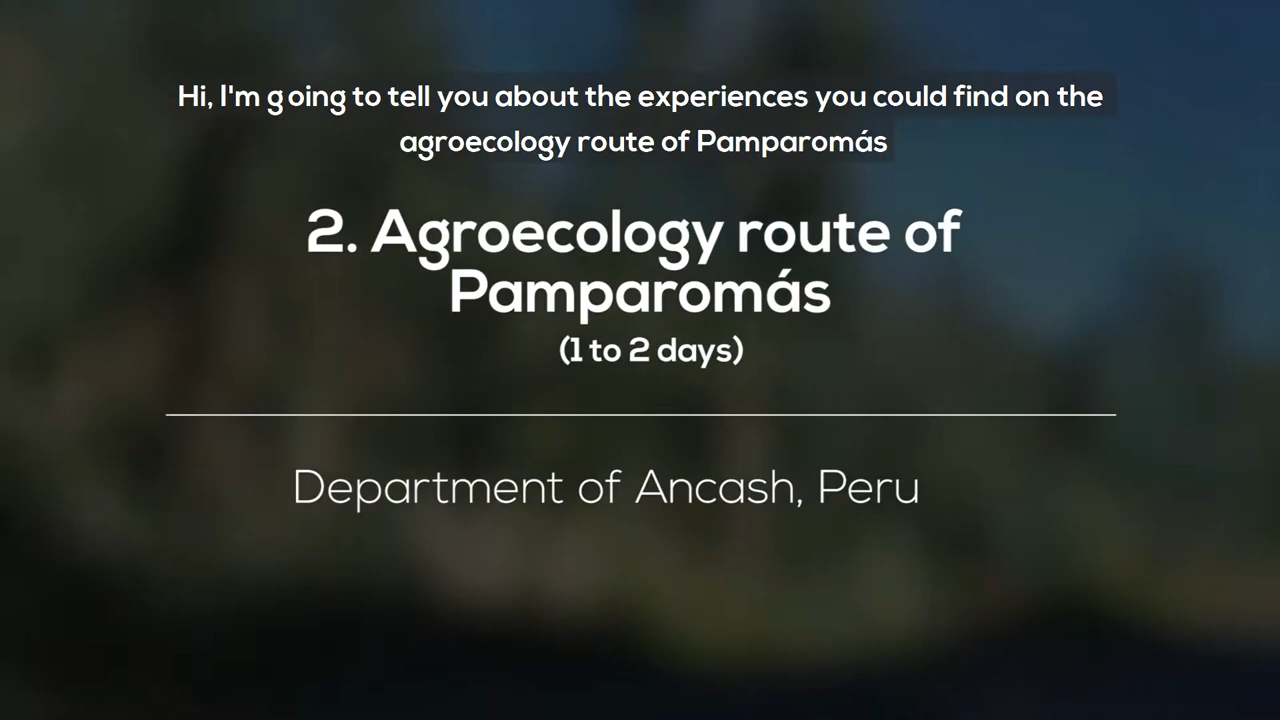 Hi, I'm going to tell you about the experiences you could find on the
agroecology route of Pamparomás
2. Agroecology route of
Pamparomás
(1 to 2 days)
Department of Ancash, Peru